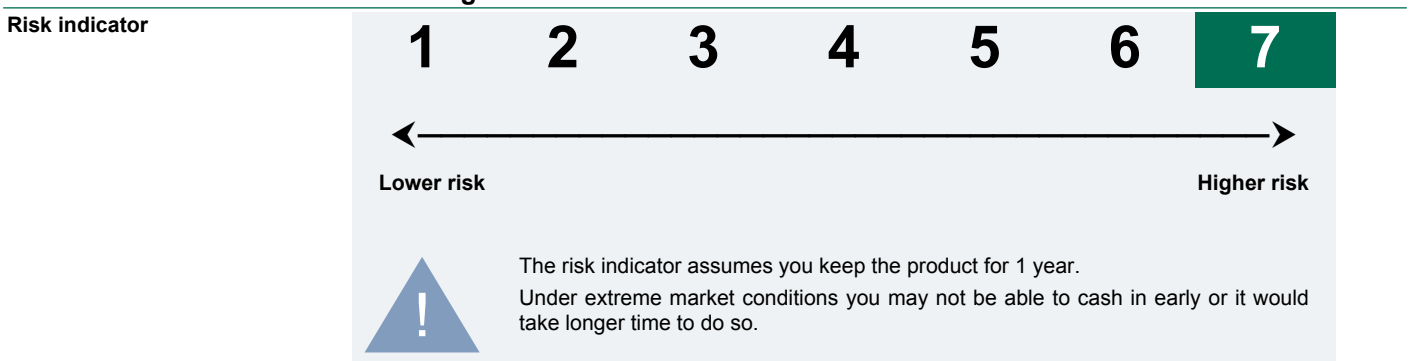 Risk indicator
1 2 3 4 5 6 7
Lower risk Higher risk
!
The risk indicator assumes you keep the product for 1 year.
Under extreme market conditions you may not be able to cash in early or it would
take longer time to do so.